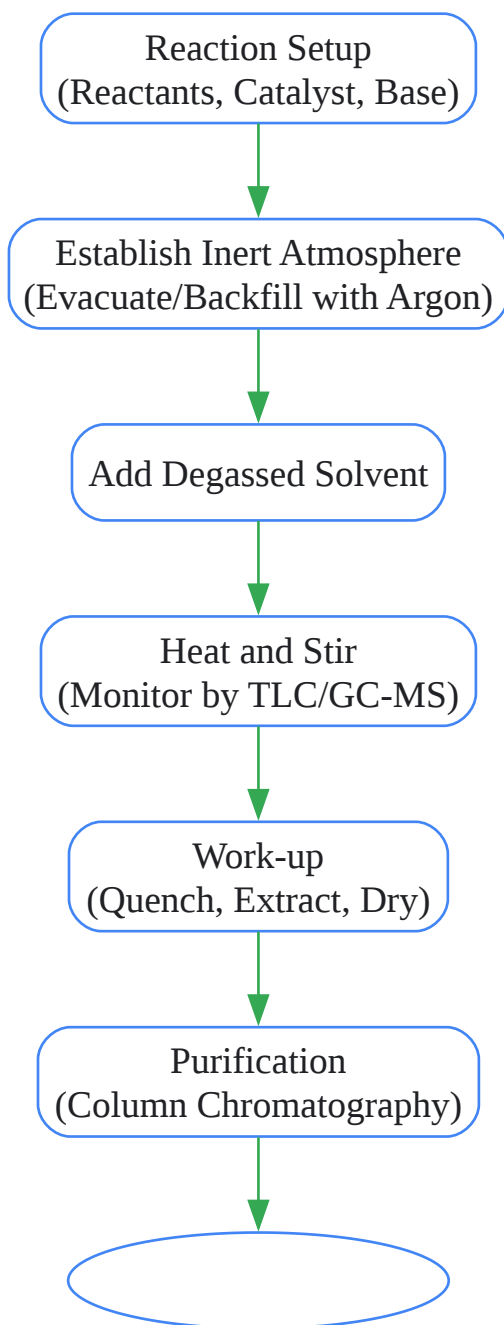 Reaction Setup
(Reactants, Catalyst, Base)
Establish Inert Atmosphere
(Evacuate/Backfill with Argon)
Add Degassed Solvent
Heat and Stir
(Monitor by TLC/GC-MS)
Work-up
(Quench, Extract, Dry)
Purification
(Column Chromatography)